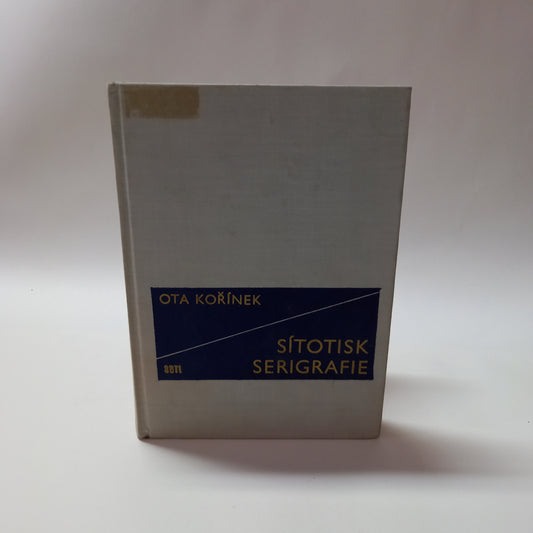 OTA KOŘÍNEK
SÍTOTISK
SNTL SERIGRAFIE